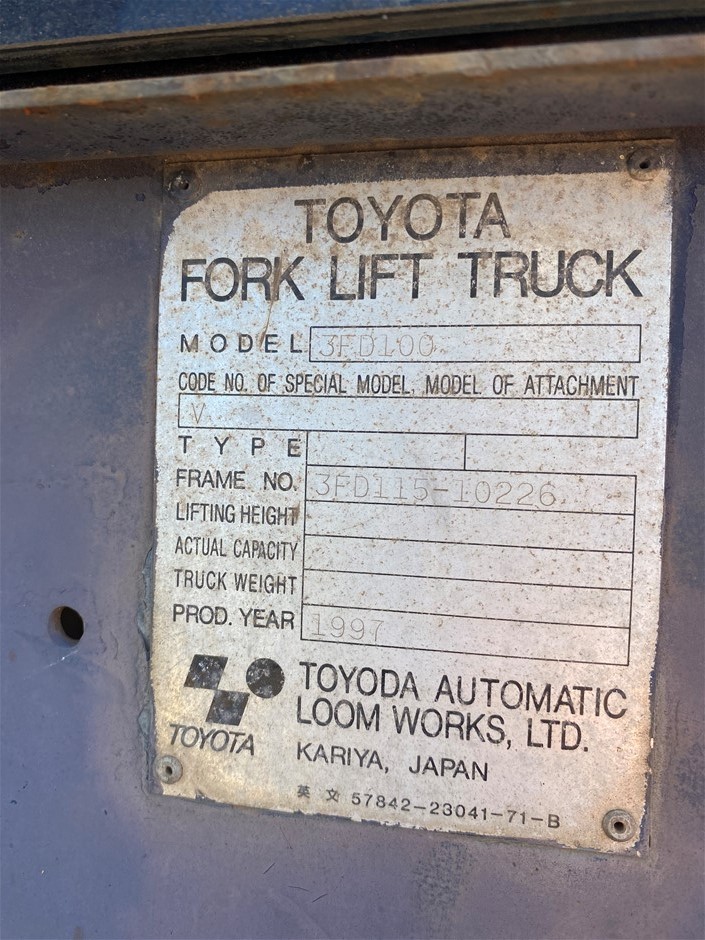 TOYOTA
FORK LIFT TRUCK
MODEL 3FD100
CODE NO. OF SPECIAL MODEL, MODEL OF ATTACHMENT
V
TYPE
FRAME NO. 3FD115-10226
LIFTING HEIGHT
ACTUAL CAPACITY
TRUCK WEIGHT
PROD. YEAR 1997
TOYODA AUTOMATIC
LOOM WORKS, LTD.
TOYOTA
KARIYA, JAPAN
英文 57842-23041-71-B